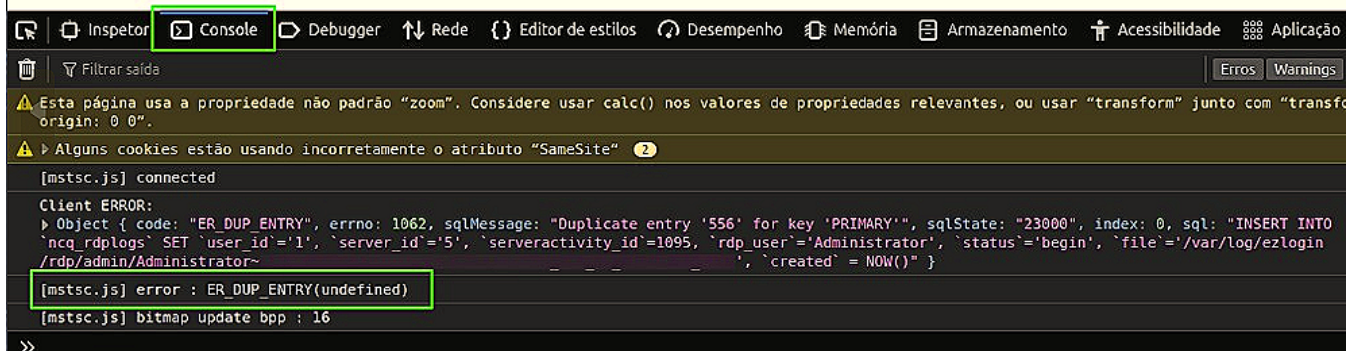 Inspetor Console Debugger Rede Editor de estilos Desempenho Memória Armazenamento Acessibilidade Aplicação
Filtrar saída Erros Warnings
Esta página usa a propriedade não padrão “zoom”. Considere usar calc() nos valores de propriedades relevantes, ou usar “transform” junto com “transfo
origin: 0 0”.
Alguns cookies estão usando incorretamente o atributo “SameSite“ 2
[mstsc.js] connected
Client ERROR:
Object { code: "ER_DUP_ENTRY", errno: 1062, sqlMessage: "Duplicate entry '556' for key 'PRIMARY'", sqlState: "23000", index: 0, sql: "INSERT INTO
`ncq_rdplogs` SET `user_id`='1', `server_id`='5', `serveractivity_id`=1095, `rdp_user`='Administrator', `status`='begin', `file`='/var/log/ezlogin
/rdp/admin/Administrator~ ', `created` = NOW()" }
[mstsc.js] error : ER_DUP_ENTRY(undefined)
[mstsc.js] bitmap update bpp : 16